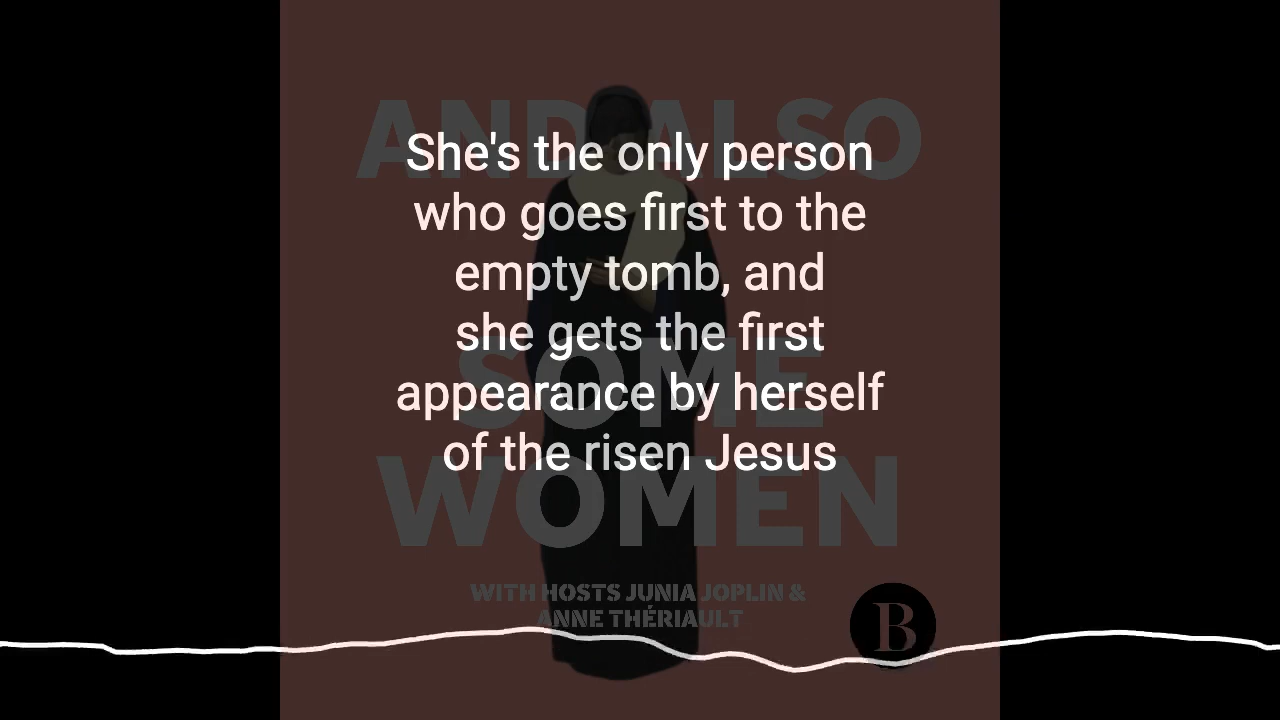 AND ALSO
She's the only person
who goes first to the
empty tomb, and
she gets the first
SOME
appearance by herself
of the risen Jesus
WOMEN
WITH HOSTS JUNIA JOPLIN &
ANNE THÉRIAULT
B